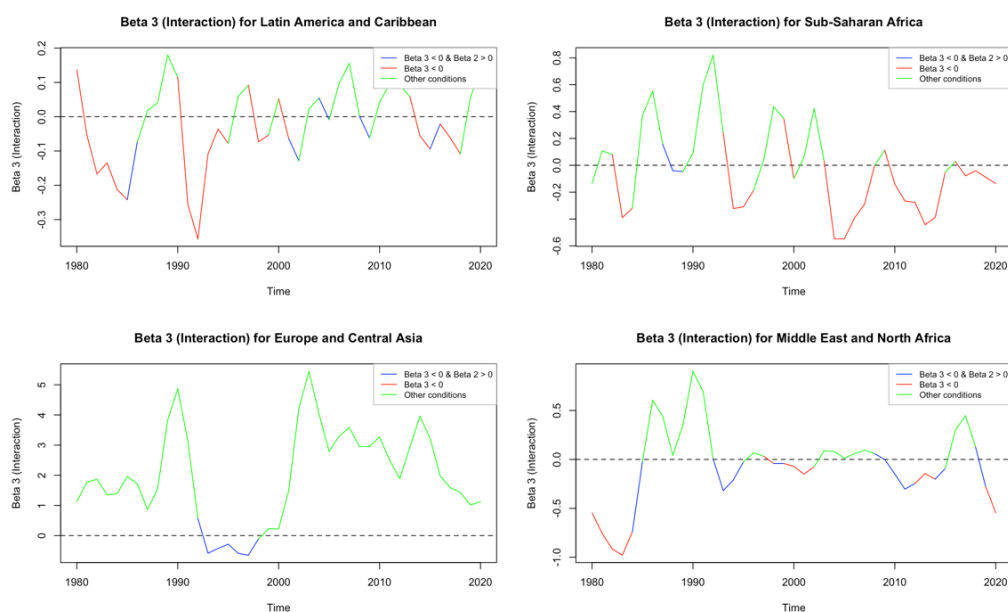 Beta 3 (Interaction) for Latin America and Caribbean
Beta 3 (Interaction)
0.2
0.1
0.0
-0.1
-0.3
Beta 3 < 0 & Beta 2 > 0
Beta 3 < 0
Other conditions
1980
1990
2000
2010
2020
Time
Beta 3 (Interaction) for Sub-Saharan Africa
Beta 3 (Interaction)
0.8
0.6
0.4
0.2
0.0
-0.2
-0.6
Beta 3 < 0 & Beta 2 > 0
Beta 3 < 0
Other conditions
1980
1990
2000
2010
2020
Time
Beta 3 (Interaction) for Europe and Central Asia
Beta 3 (Interaction)
5
4
3
2
1
0
Beta 3 < 0 & Beta 2 > 0
Beta 3 < 0
Other conditions
1980
1990
2000
2010
2020
Time
Beta 3 (Interaction) for Middle East and North Africa
Beta 3 (Interaction)
0.5
0.0
-0.5
-1.0
Beta 3 < 0 & Beta 2 > 0
Beta 3 < 0
Other conditions
1980
1990
2000
2010
2020
Time